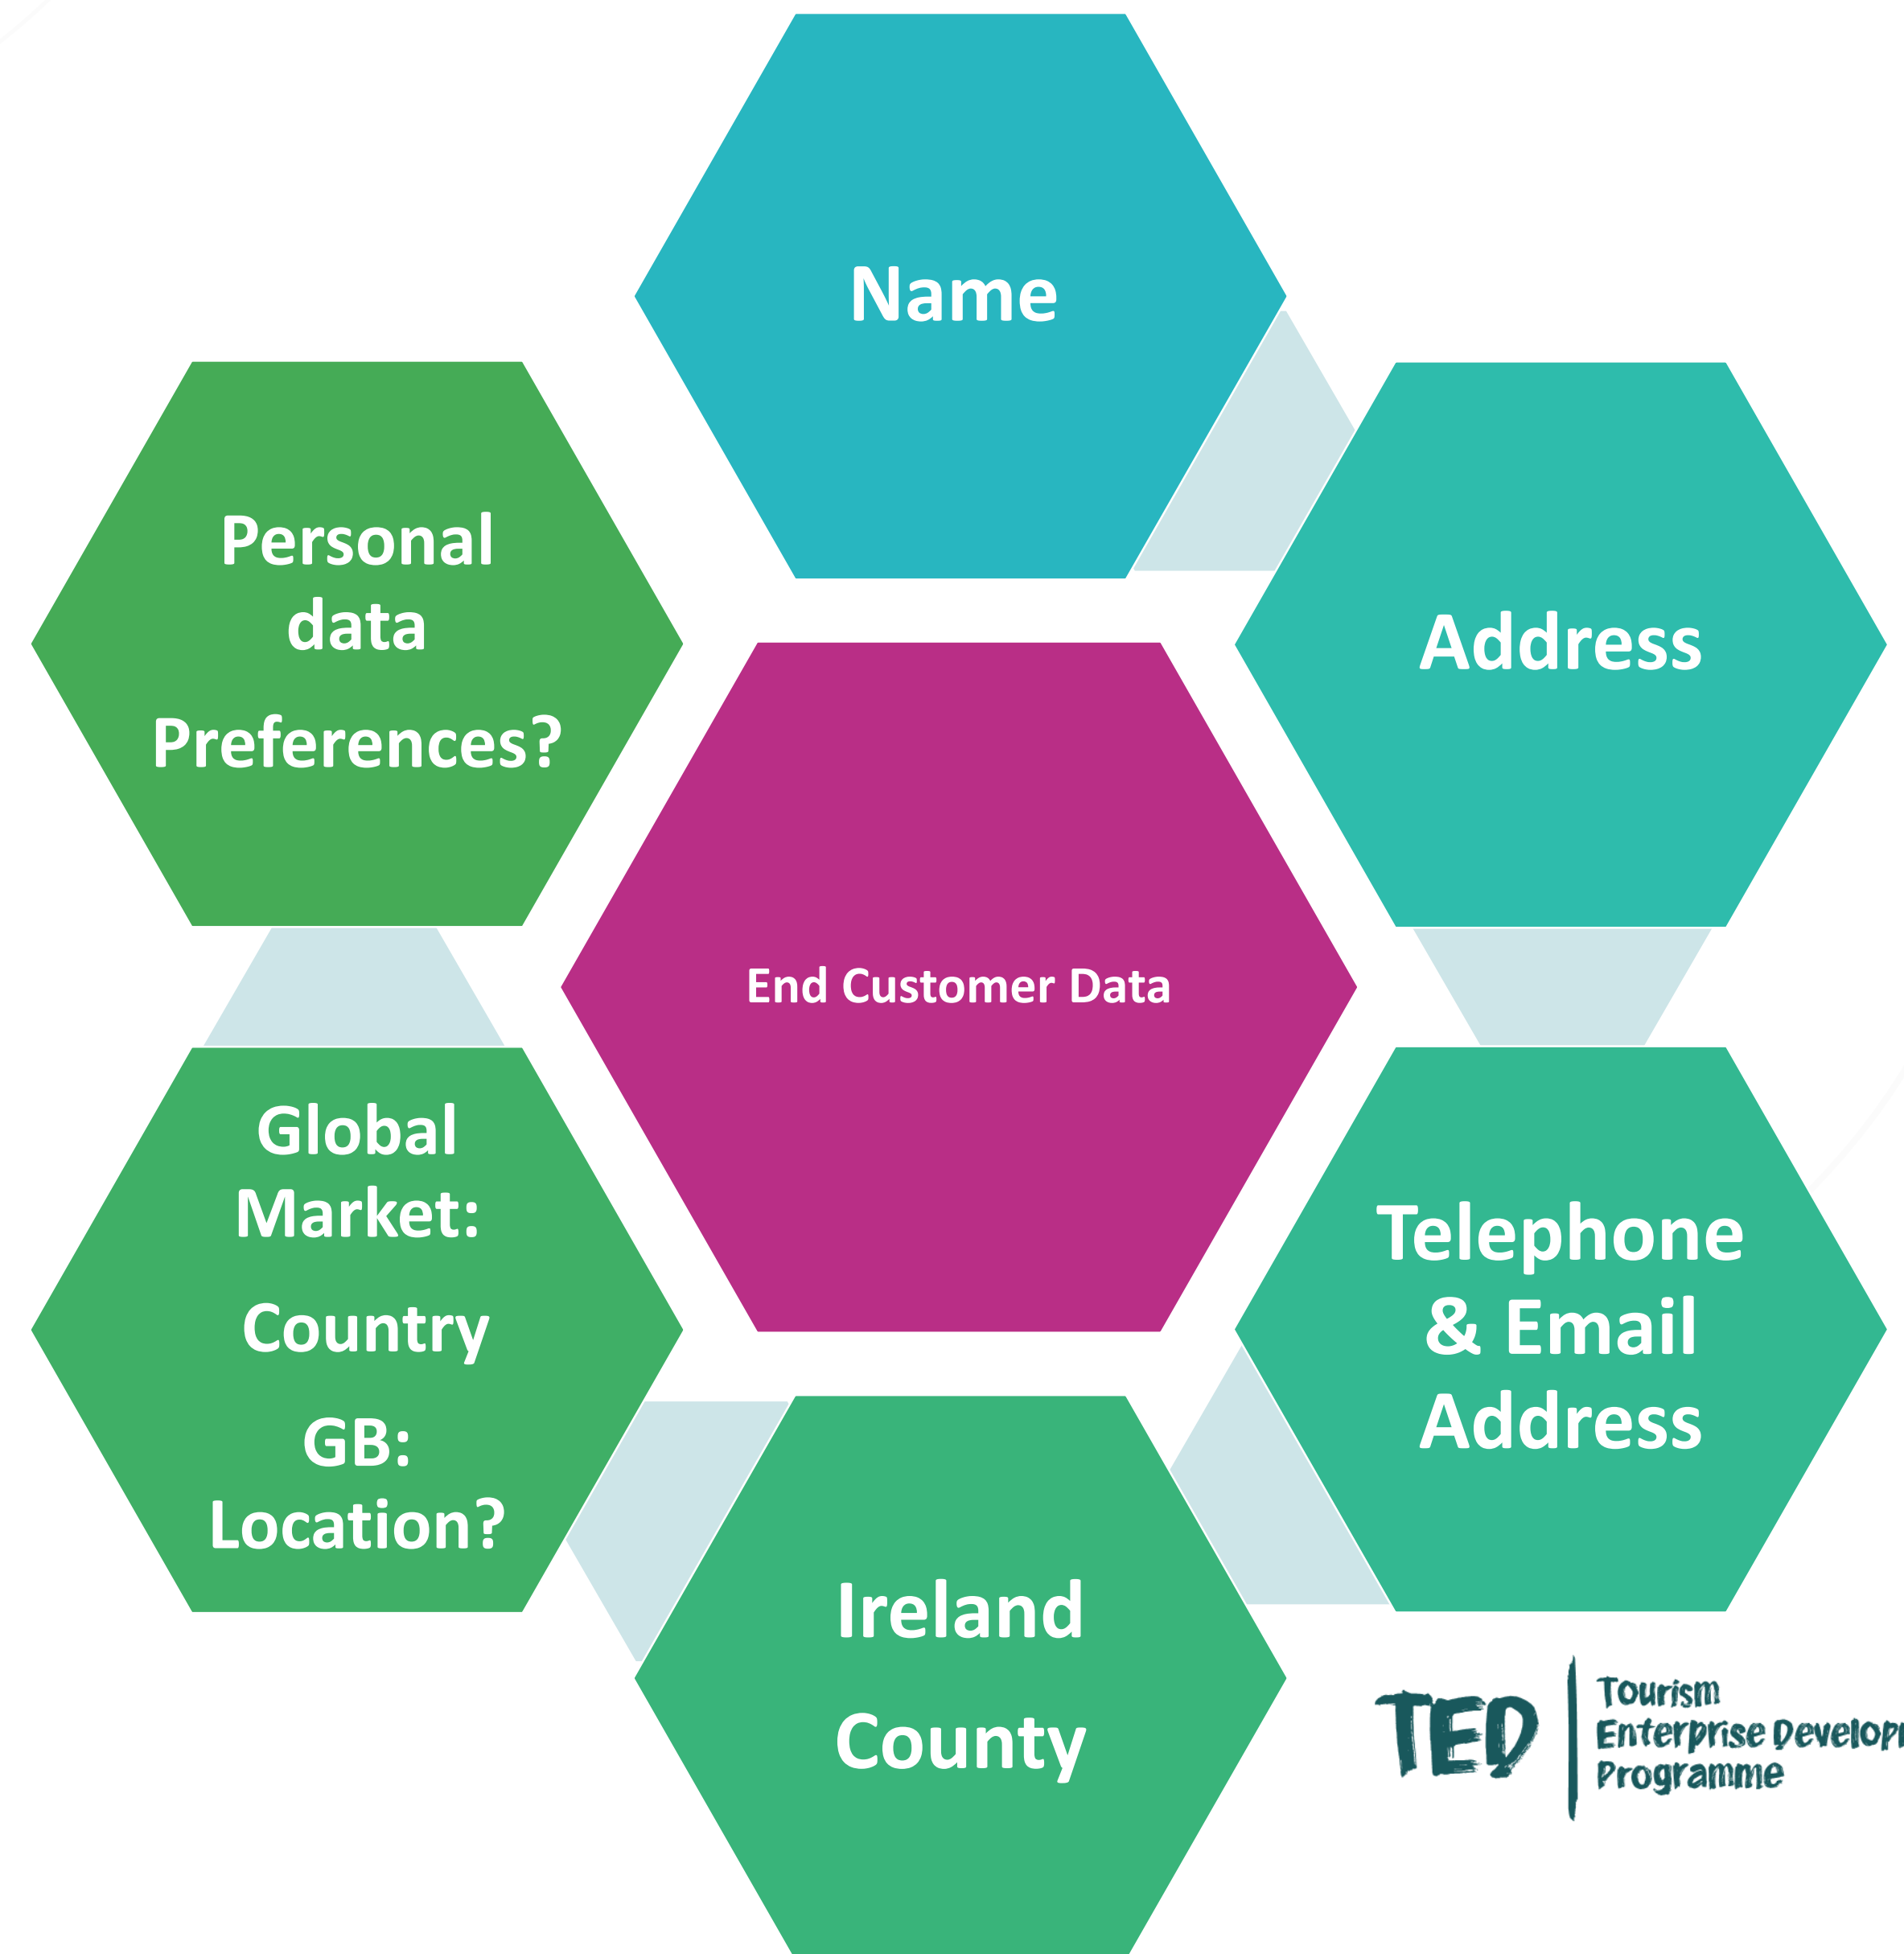 Name
Address
Personal
data
Preferences?
End Customer Data
Global
Market:
Country
GB:
Location?
Telephone
& Email
Address
Ireland
County
TED
Tourism
Enterprise Develop
Programme